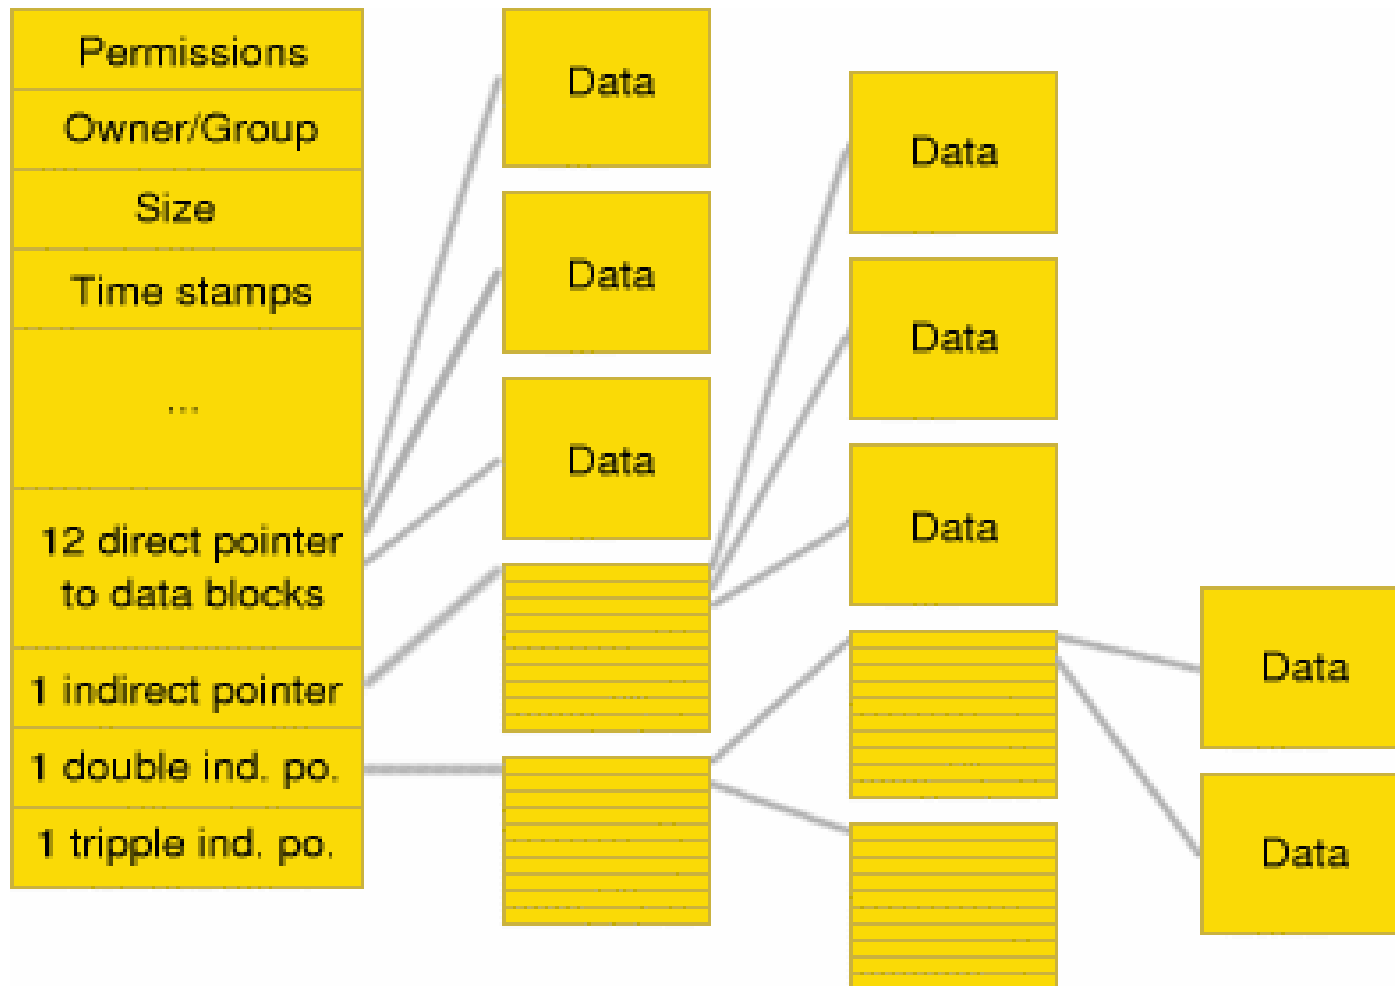 Permissions
Owner/Group
Size
Time stamps
...
12 direct pointer
to data blocks
1 indirect pointer
1 double ind. po.
1 tripple ind. po.
Data
Data
Data
Data
Data
Data
Data
Data